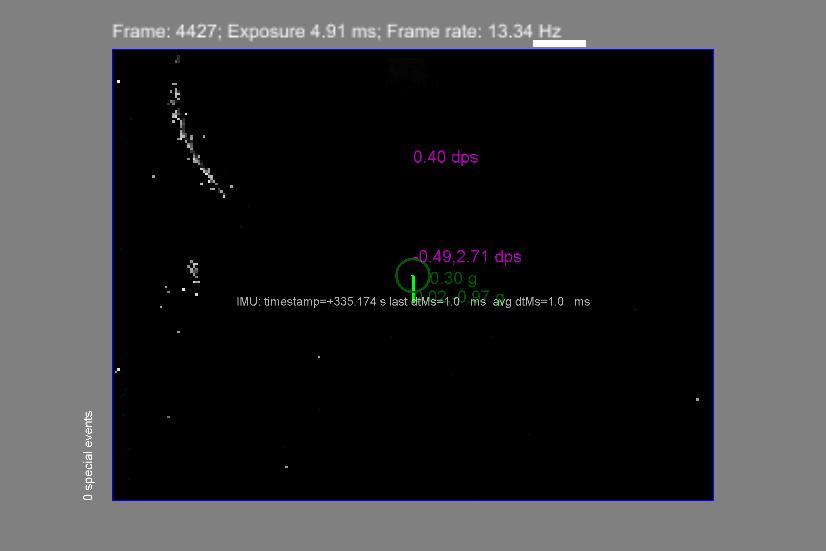 Frame: 4427; Exposure 4.91 ms; Frame rate: 13.34 Hz
0.40 dps
-0.49,2.71 dps
0.30 g
IMU: timestamp=+335.174 s last dtMs=1.0 ms avg dtMs=1.0 ms
0 special events